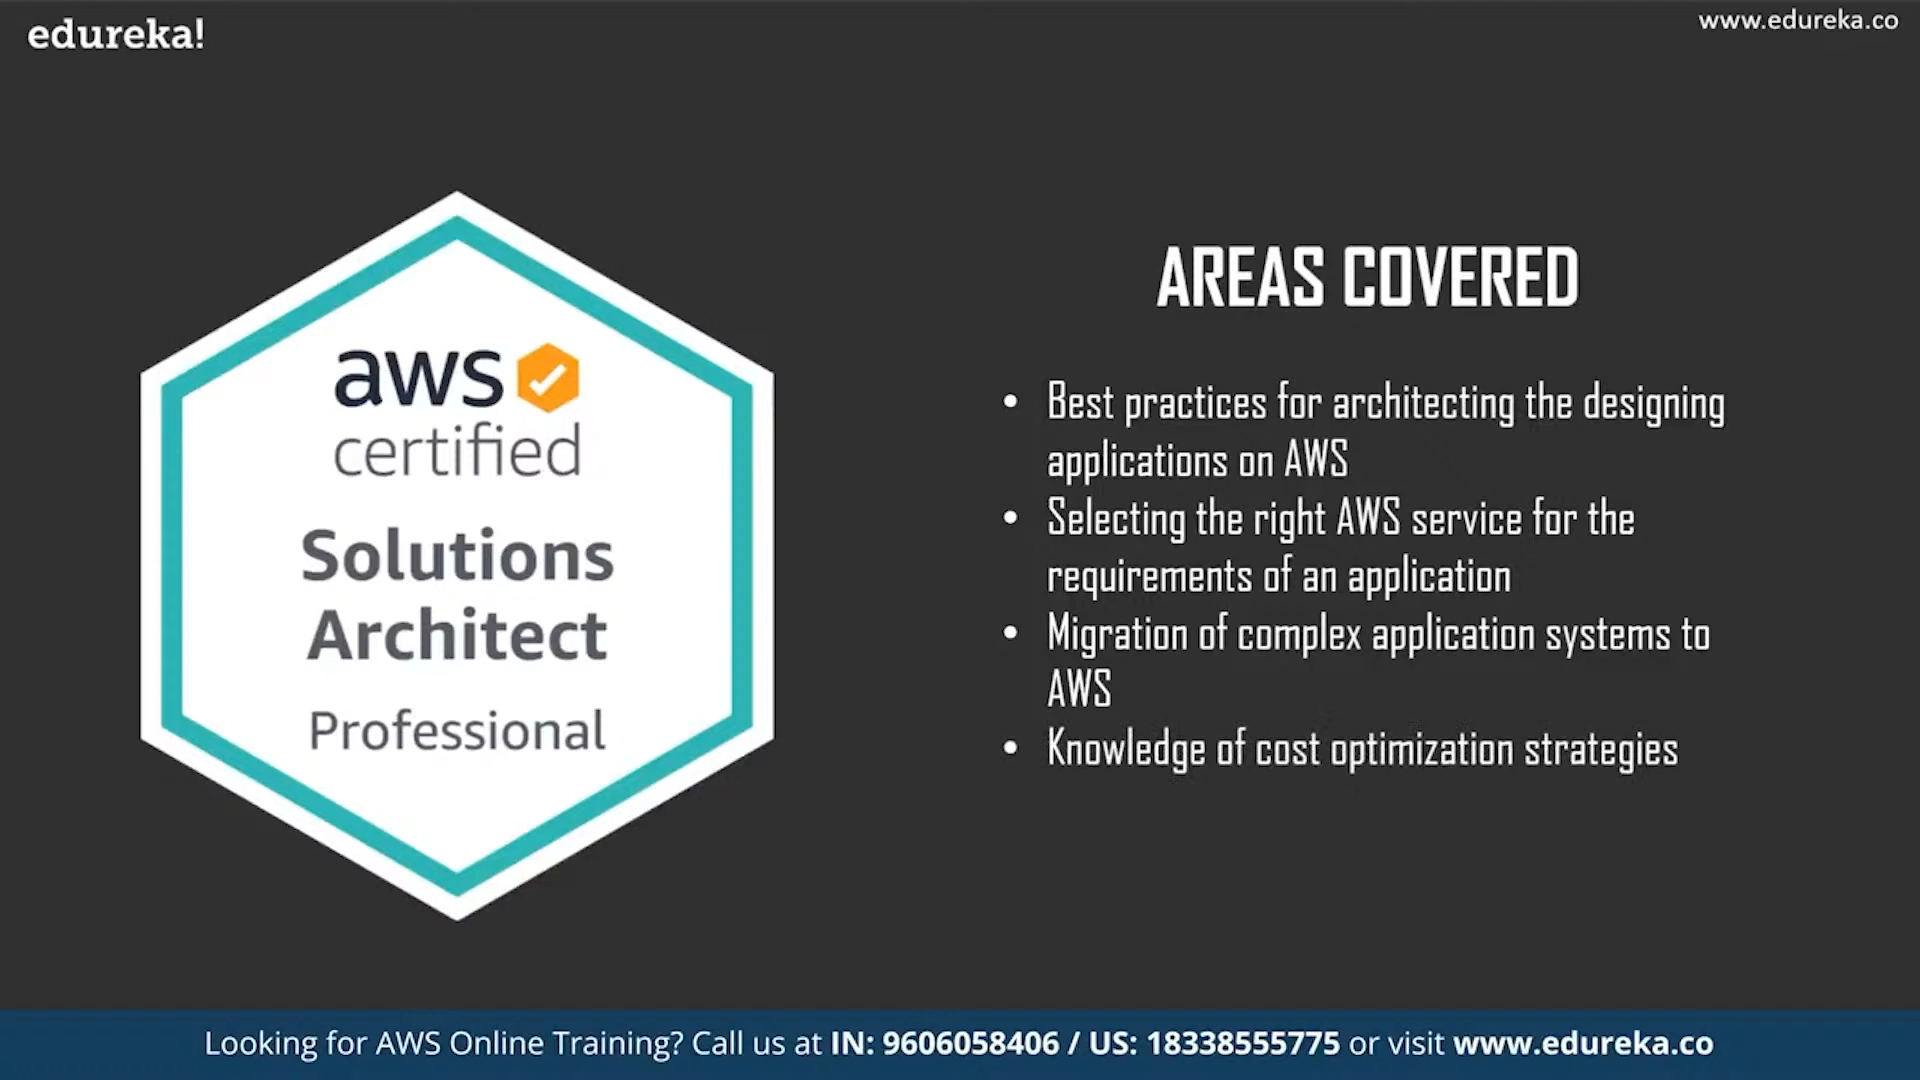 edureka!
www.edureka.co
aws
certified
Solutions
Architect
Professional
AREAS COVERED
• Best practices for architecting the designing
applications on AWS
• Selecting the right AWS service for the
requirements of an application
• Migration of complex application systems to
AWS
• Knowledge of cost optimization strategies
Looking for AWS Online Training? Call us at IN: 9606058406 / US: 18338555775 or visit www.edureka.co